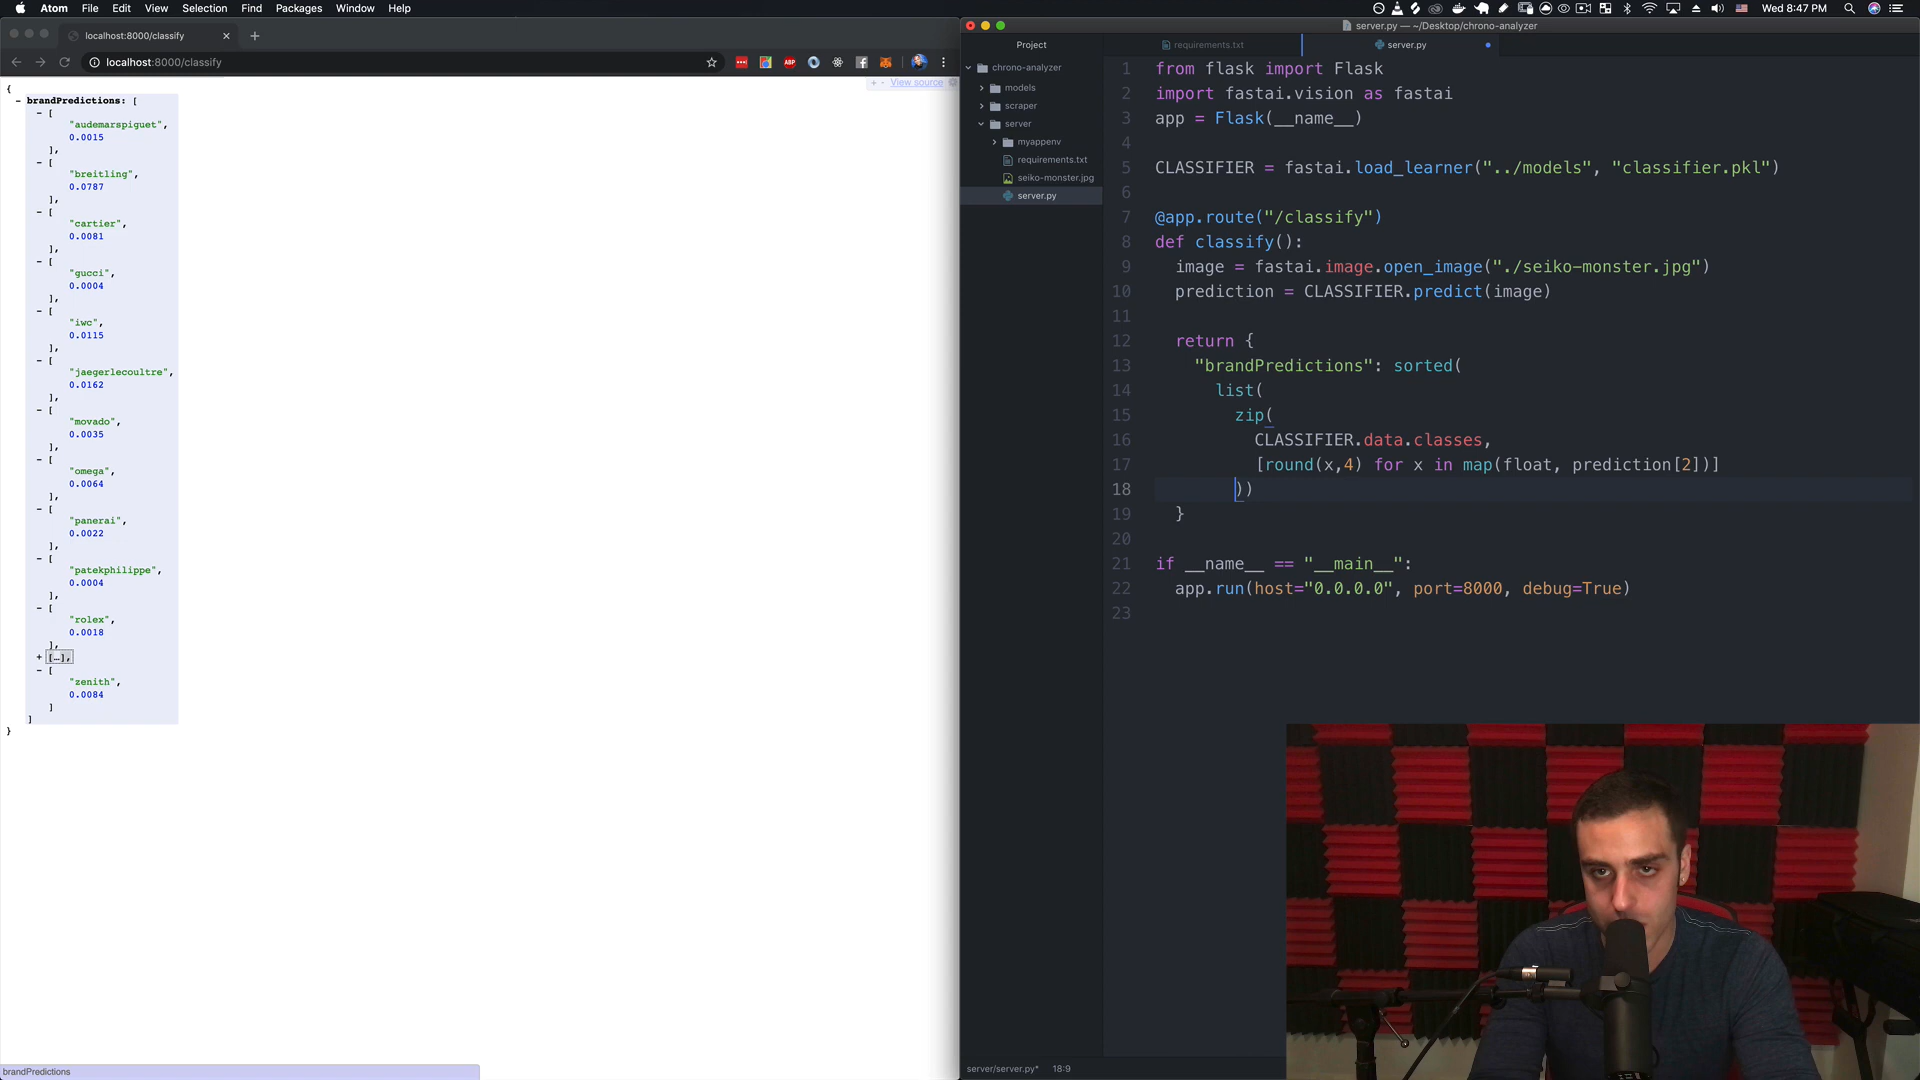 Atom File Edit View Selection Find Packages Window Help
Wed 8:47 PM
localhost:8000/classify
localhost:8000/classify
ABP
+ - View source
{
− brandPredictions: [
− [
"audemarspiguet",
0.0015
],
− [
"breitling",
0.0787
],
− [
"cartier",
0.0081
],
− [
"gucci",
0.0004
],
− [
"iwc",
0.0115
],
− [
"jaegerlecoultre",
0.0162
],
− [
"movado",
0.0035
],
− [
"omega",
0.0064
],
− [
"panerai",
0.0022
],
− [
"patekphilippe",
0.0004
],
− [
"rolex",
0.0018
],
+ […],
− [
"zenith",
0.0084
]
]
}
brandPredictions
server.py — ~/Desktop/chrono-analyzer
Project
chrono-analyzer
models
scraper
server
myappenv
requirements.txt
seiko-monster.jpg
server.py
requirements.txt
server.py
1 from flask import Flask
2 import fastai.vision as fastai
3 app = Flask(__name__)
4
5 CLASSIFIER = fastai.load_learner("../models", "classifier.pkl")
6
7 @app.route("/classify")
8 def classify():
9 image = fastai.image.open_image("./seiko-monster.jpg")
10 prediction = CLASSIFIER.predict(image)
11
12 return {
13 "brandPredictions": sorted(
14 list(
15 zip(
16 CLASSIFIER.data.classes,
17 [round(x,4) for x in map(float, prediction[2])]
18 ))
19 }
20
21 if __name__ == "__main__":
22 app.run(host="0.0.0.0", port=8000, debug=True)
23
server/server.py* 18:9